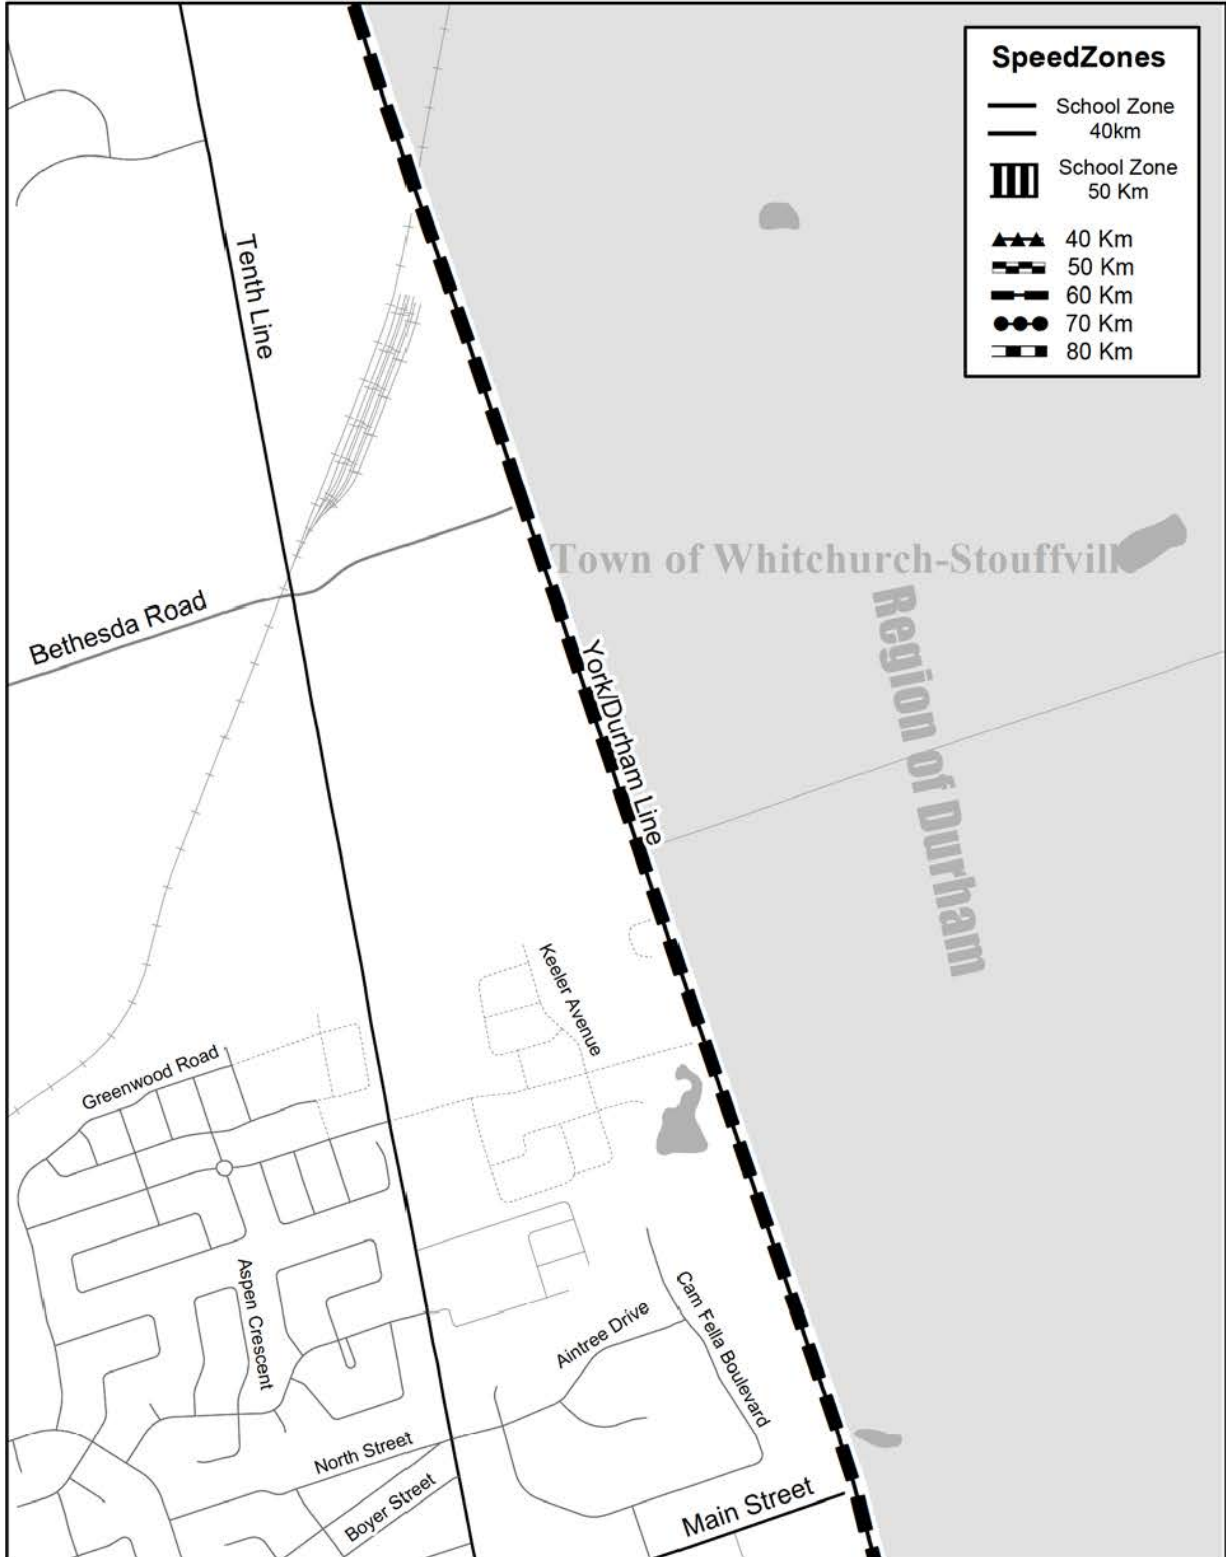 SpeedZones
School Zone
40km
School Zone
50 Km
40 Km
50 Km
60 Km
70 Km
80 Km
Tenth Line
Town of Whitchurch-Stouffvill
Bethesda Road
Region of Durham
York/Durham Line
Keeler Avenue
Greenwood Road
Aspen Crescent
Cam Fella Boulevard
Aintree Drive
North Street
Boyer Street
Main Street